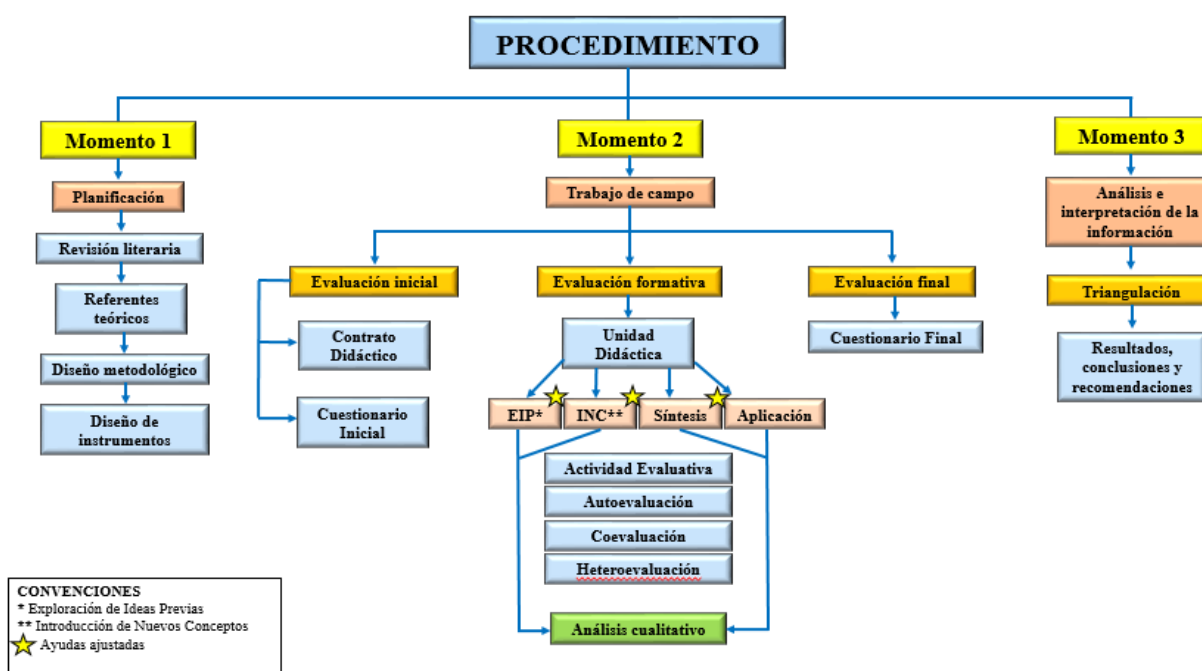 PROCEDIMIENTO
Momento 1
Planificación
Revisión literaria
Referentes
teóricos
Diseño metodológico
Diseño de
instrumentos
Momento 2
Trabajo de campo
Evaluación inicial
Contrato
Didáctico
Cuestionario
Inicial
Evaluación formativa
Unidad
Didáctica
EIP*
INC**
Síntesis
Aplicación
Actividad Evaluativa
Autoevaluación
Coevaluación
Heteroevaluación
Análisis cualitativo
Evaluación final
Cuestionario Final
Momento 3
Análisis e
interpretación de la
información
Triangulación
Resultados,
conclusiones y
recomendaciones
CONVENCIONES
* Exploración de Ideas Previas
** Introducción de Nuevos Conceptos
Ayudas ajustadas